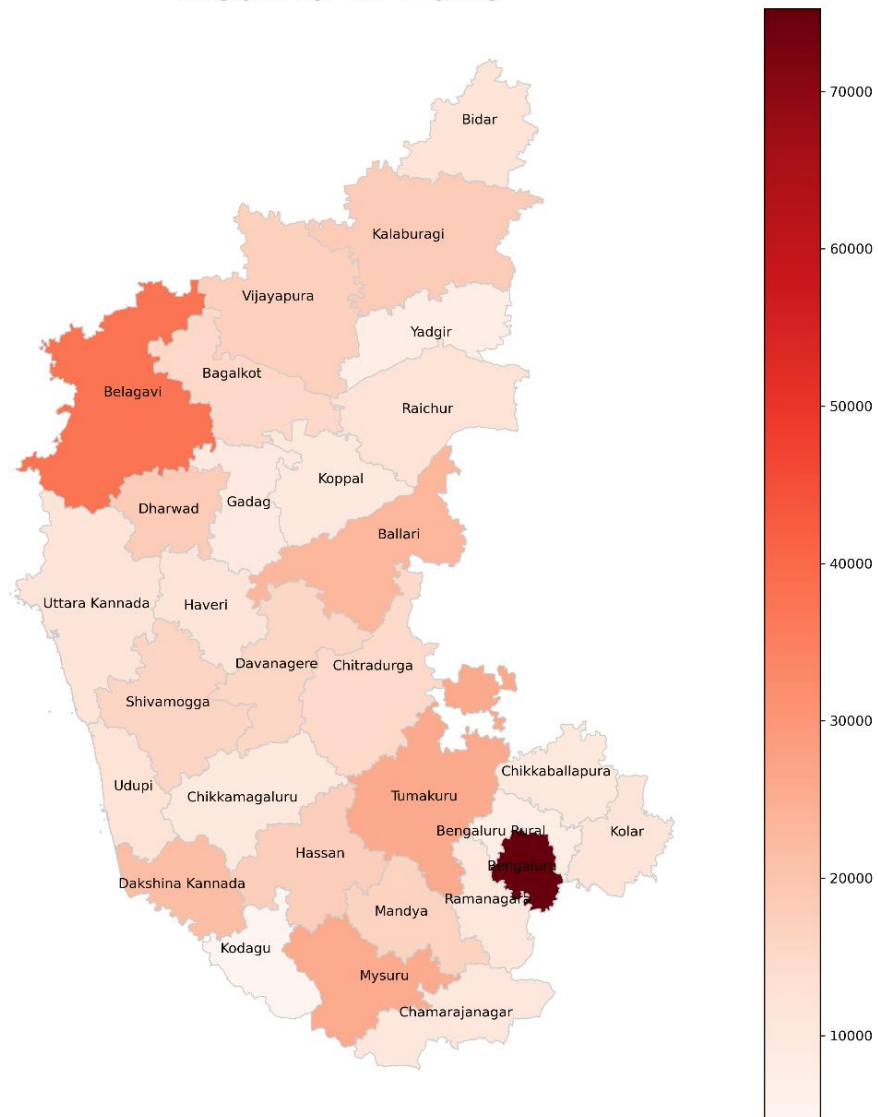 Bidar
Kalaburagi
Vijayapura
Yadgir
Bagalkot
Belagavi
Raichur
Koppal
Gadag
Dharwad
Ballari
Uttara Kannada
Haveri
Davanagere
Chitradurga
Shivamogga
Chikkaballapura
Udupi
Chikkamagaluru
Tumakuru
Bengaluru Rural
Kolar
Hassan
Bengaluru
Dakshina Kannada
Ramanagara
Mandya
Kodagu
Mysuru
Chamarajanagar
70000
60000
50000
40000
30000
20000
10000